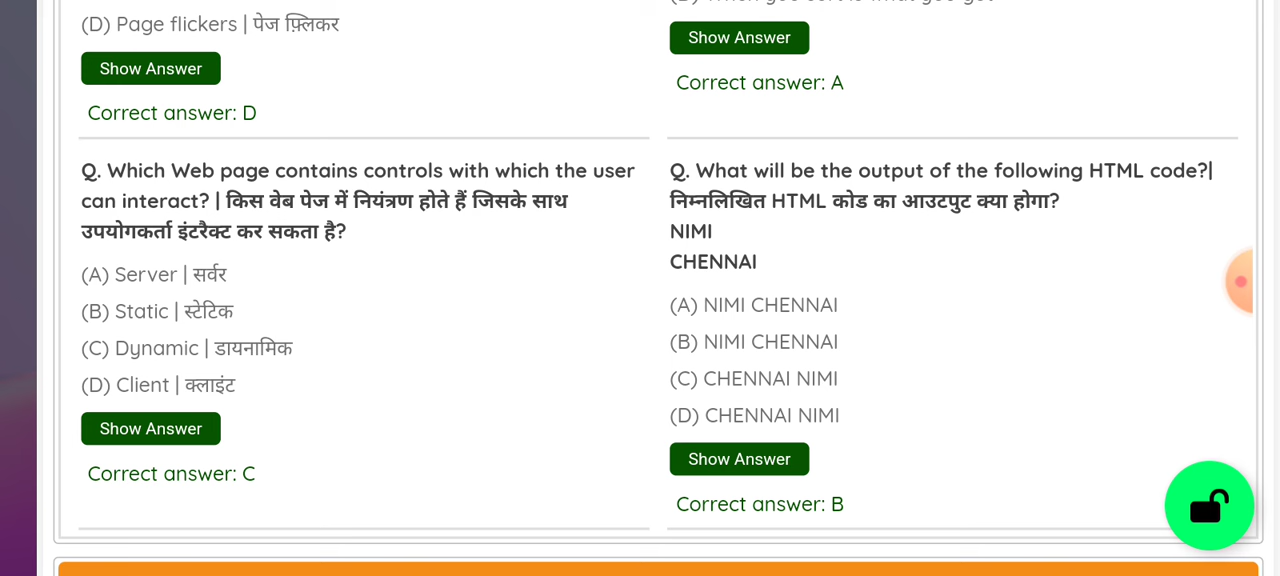 (D) Page flickers | पेज फ़्लिकर
Show Answer
Correct answer: D
Show Answer
Correct answer: A
Q. Which Web page contains controls with which the user
can interact? | किस वेब पेज में नियंत्रण होते हैं जिसके साथ
उपयोगकर्ता इंटरैक्ट कर सकता है?
(A) Server | सर्वर
(B) Static | स्टेटिक
(C) Dynamic | डायनामिक
(D) Client | क्लाइंट
Show Answer
Correct answer: C
Q. What will be the output of the following HTML code?|
निम्नलिखित HTML कोड का आउटपुट क्या होगा?
NIMI
CHENNAI
(A) NIMI CHENNAI
(B) NIMI CHENNAI
(C) CHENNAI NIMI
(D) CHENNAI NIMI
Show Answer
Correct answer: B